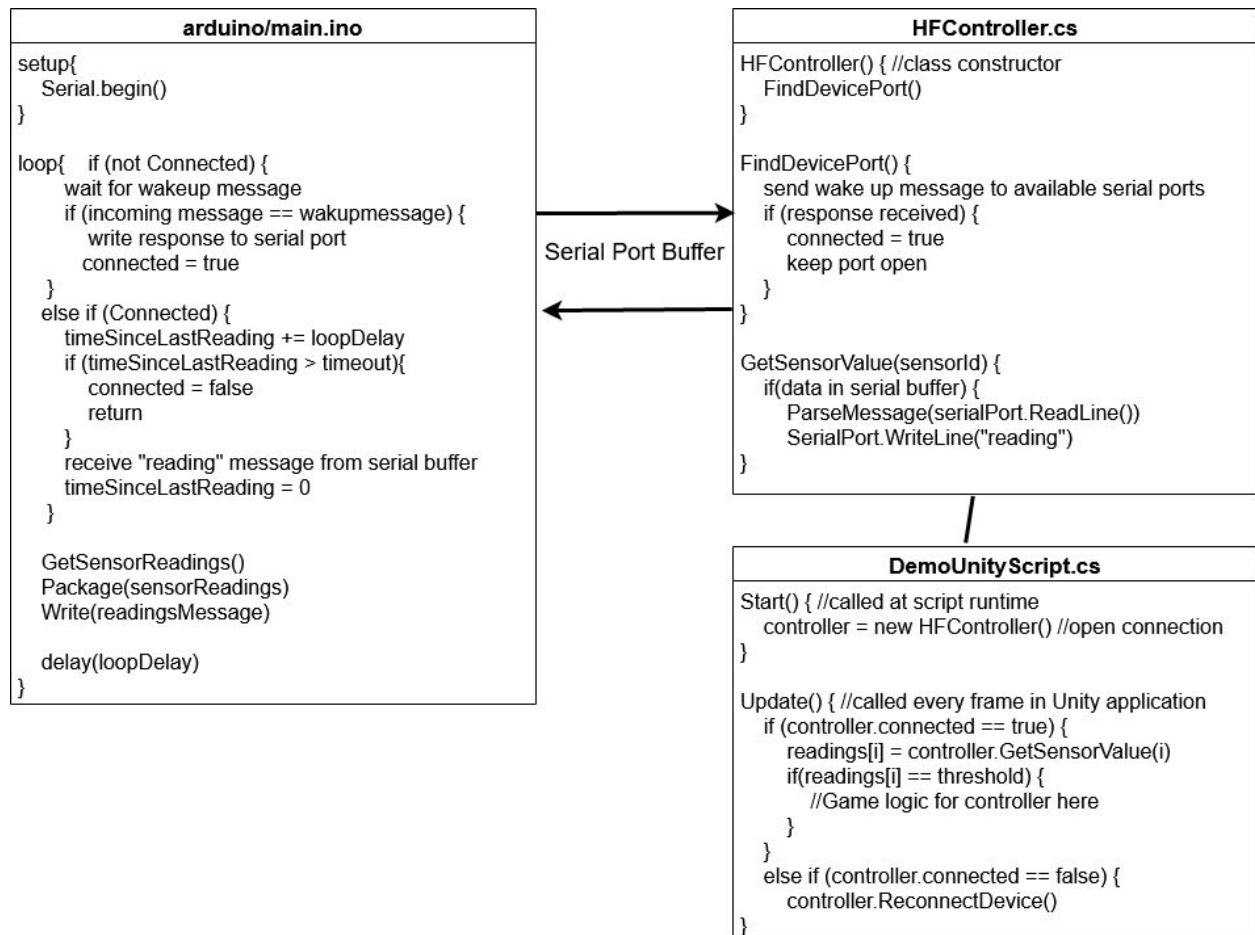 arduino/main.ino
setup{
Serial.begin()
}
loop{ if (not Connected) {
wait for wakeup message
if (incoming message == wakupmessage) {
write response to serial port
connected = true
}
else if (Connected) {
timeSinceLastReading += loopDelay
if (timeSinceLastReading > timeout){
connected = false
return
}
receive "reading" message from serial buffer
timeSinceLastReading = 0
}
GetSensorReadings()
Package(sensorReadings)
Write(readingsMessage)
delay(loopDelay)
}
Serial Port Buffer
HFController.cs
HFController() { //class constructor
FindDevicePort()
}
FindDevicePort() {
send wake up message to available serial ports
if (response received) {
connected = true
keep port open
}
}
GetSensorValue(sensorId) {
if(data in serial buffer) {
ParseMessage(serialPort.ReadLine())
SerialPort.WriteLine("reading")
}
DemoUnityScript.cs
Start() { //called at script runtime
controller = new HFController() //open connection
}
Update() { //called every frame in Unity application
if (controller.connected == true) {
readings[i] = controller.GetSensorValue(i)
if(readings[i] == threshold) {
//Game logic for controller here
}
}
else if (controller.connected == false) {
controller.ReconnectDevice()
}